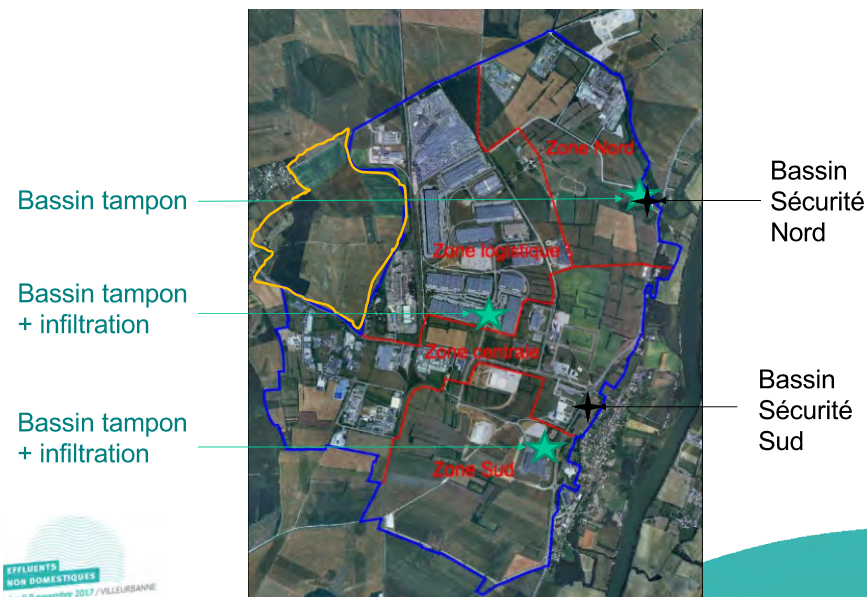 Zone Nord
Bassin tampon
Bassin
Sécurité
Nord
Zone logistique
Bassin tampon
+ infiltration
Zone centrale
Bassin
Sécurité
Sud
Bassin tampon
+ infiltration
Zone Sud
EFFLUENTS
NON DOMESTIQUES
novembre 2017 / VILLEURBANNE